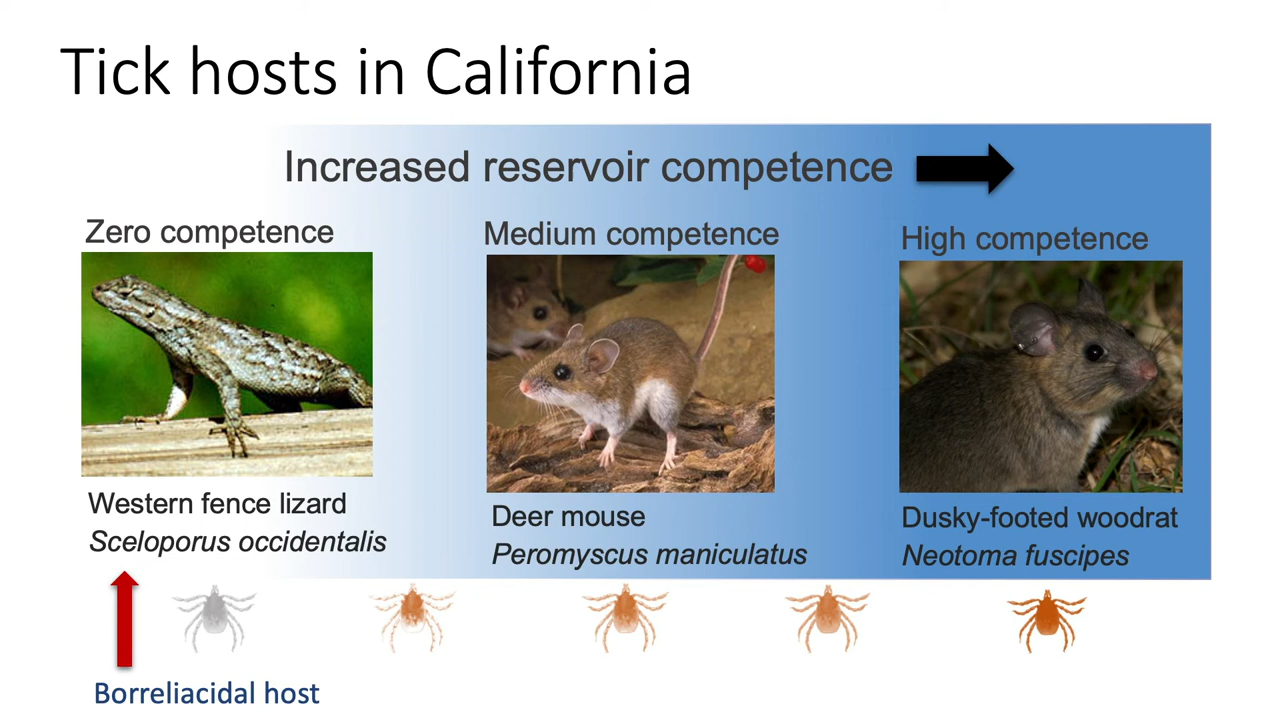 Tick hosts in California
Increased reservoir competence
Zero competence
Medium competence
High competence
Western fence lizard
Sceloporus occidentalis
Deer mouse
Peromyscus maniculatus
Dusky-footed woodrat
Neotoma fuscipes
Borreliacidal host